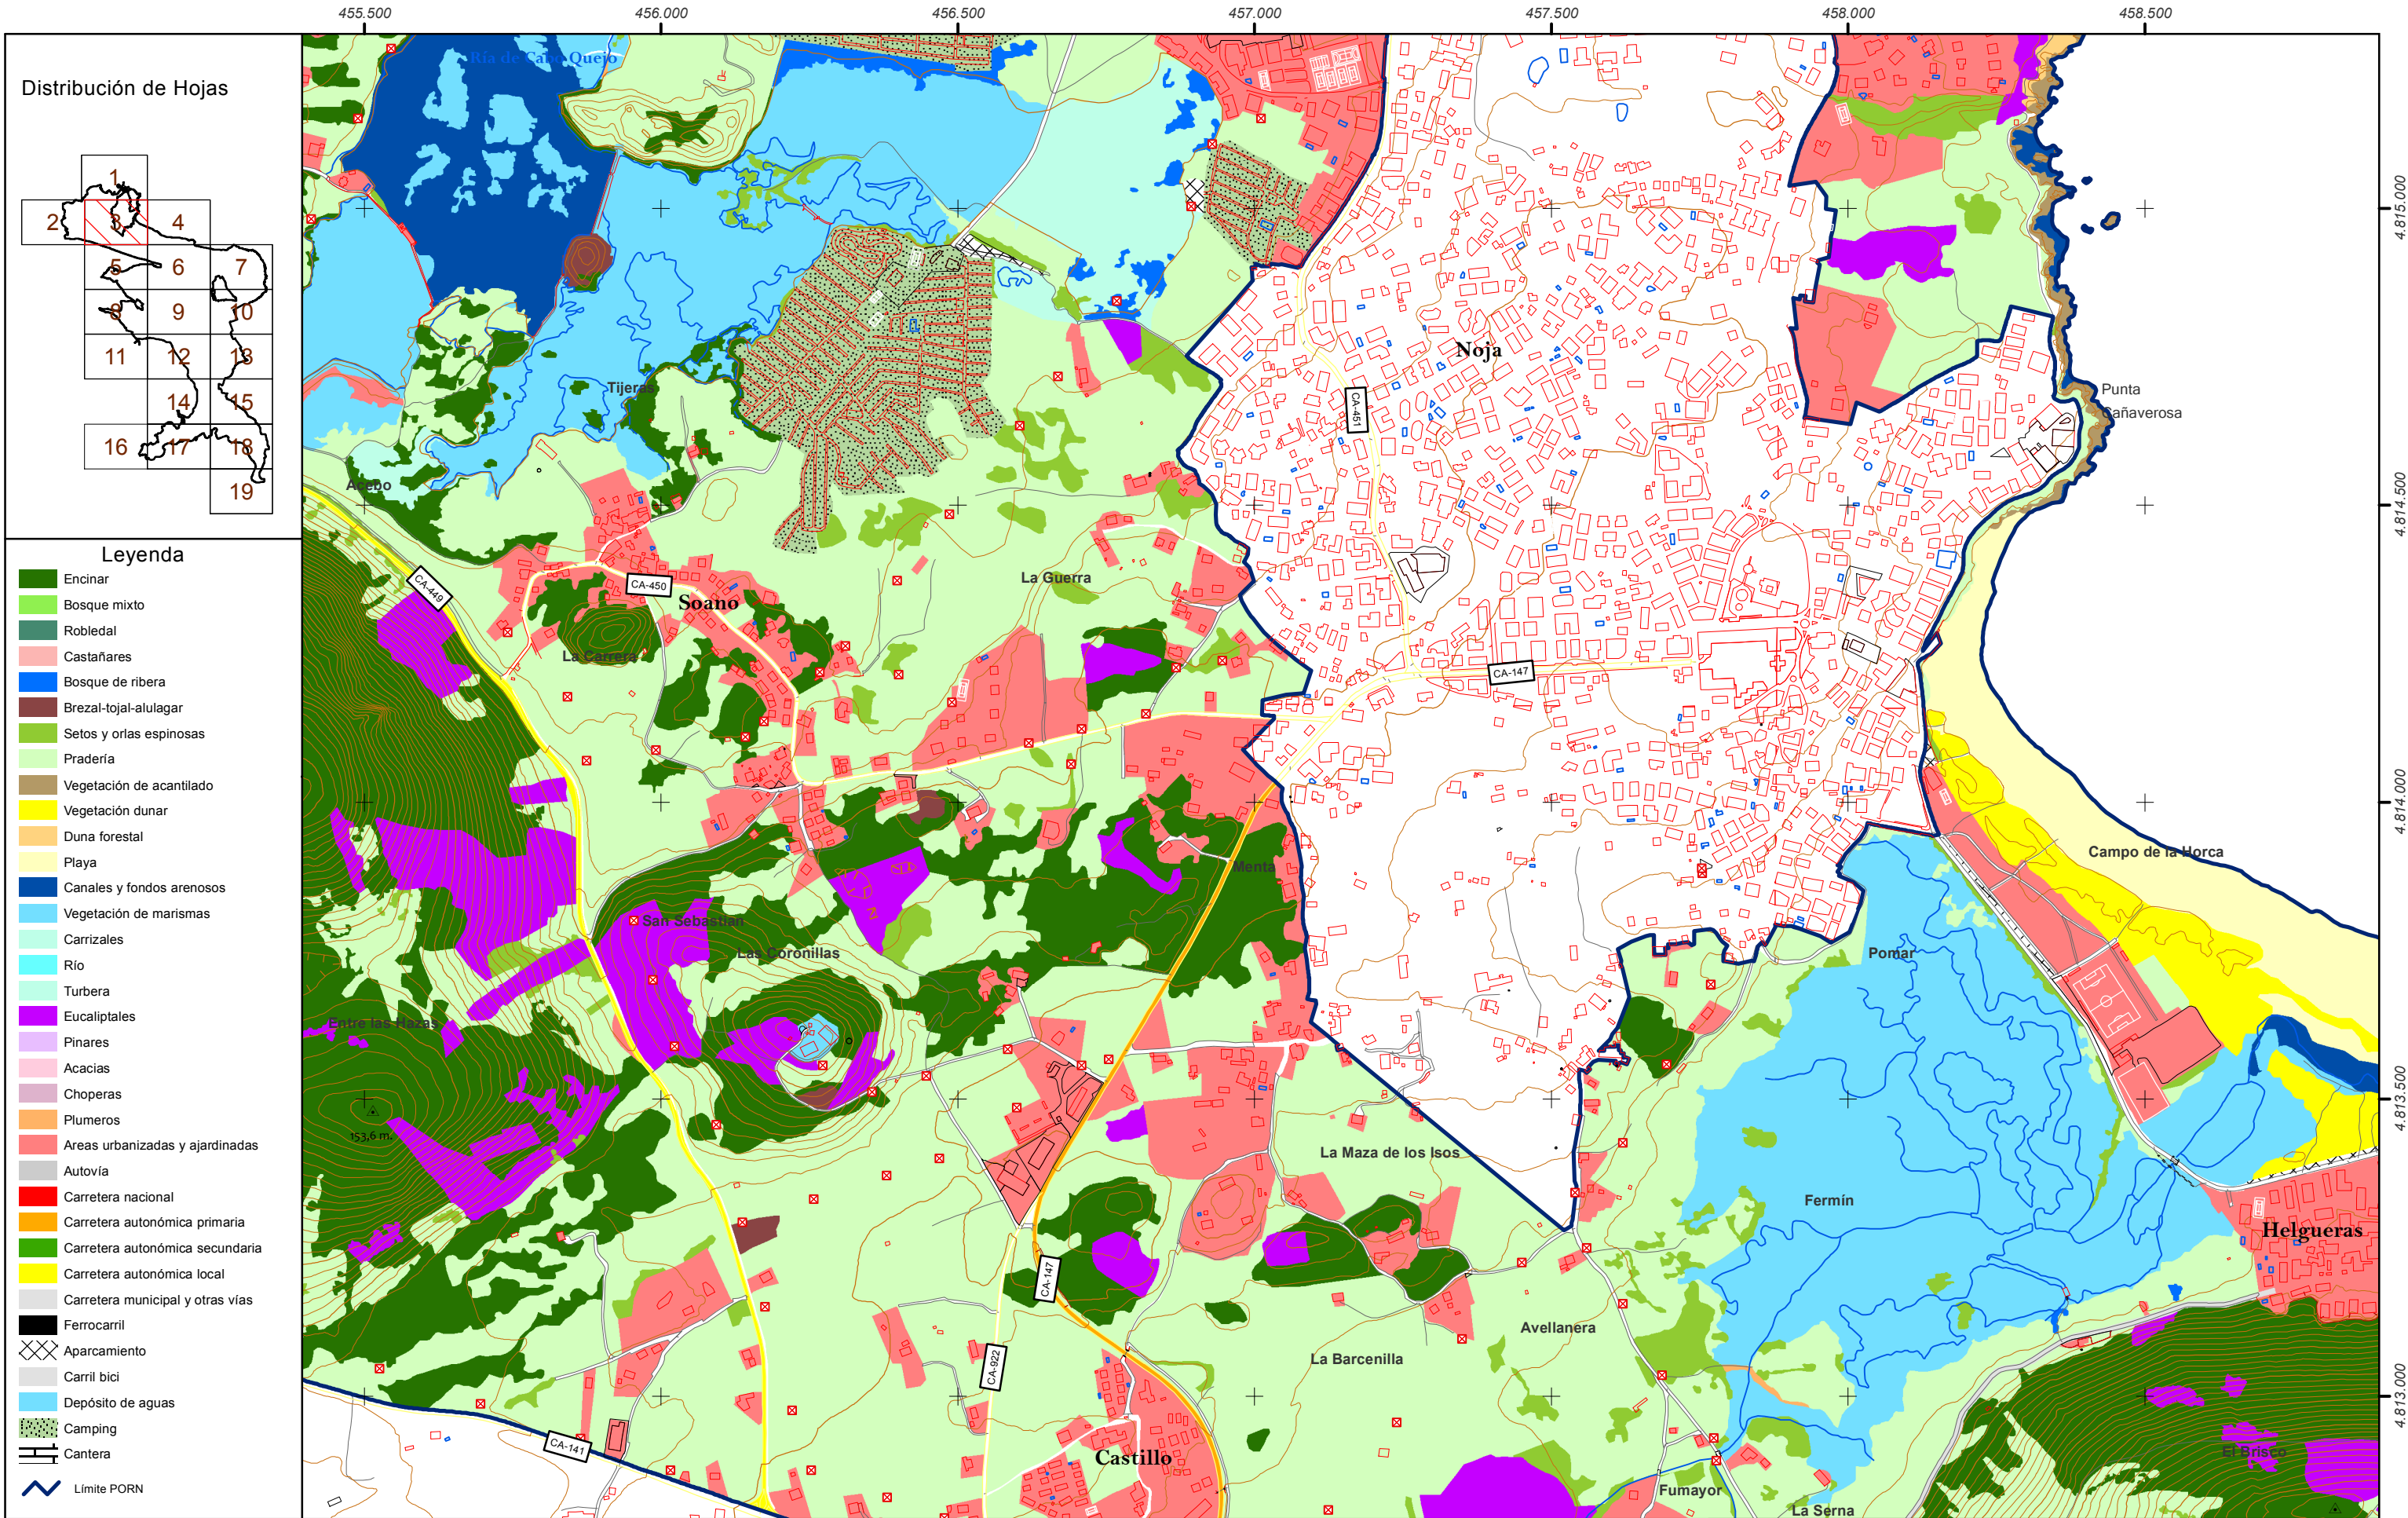 455.500
456.000
456.500
457.000
457.500
458.000
458.500
Distribución de Hojas
1
2
3
4
5
6
7
8
9
10
11
12
13
14
15
16
17
18
19
Leyenda
Encinar
Bosque mixto
Robledal
Castañares
Bosque de ribera
Brezal-tojal-alulagar
Setos y orlas espinosas
Pradería
Vegetación de acantilado
Vegetación dunar
Duna forestal
Playa
Canales y fondos arenosos
Vegetación de marismas
Carrizales
Río
Turbera
Eucaliptales
Pinares
Acacias
Choperas
Plumeros
Areas urbanizadas y ajardinadas
Autovía
Carretera nacional
Carretera autonómica primaria
Carretera autonómica secundaria
Carretera autonómica local
Carretera municipal y otras vías
Ferrocarril
Aparcamiento
Carril bici
Depósito de aguas
Camping
Cantera
Límite PORN
Ría de Cabo Quejo
4.815.000
Noja
Tijeras
Punta
Cañaverosa
CA-451
Acebo
4.814.500
La Guerra
CA-449
CA-450
Soano
La Carrera
CA-147
4.814.000
Campo de la Horca
Menta
San Sebastian
Las Coronillas
Pomar
Entre las Hazas
4.813.500
153,6 m.
La Maza de los Isos
Fermín
Helgueras
CA-147
Avellanera
La Barcenilla
CA-922
4.813.000
CA-141
Castillo
El Brisco
Fumayor
La Serna